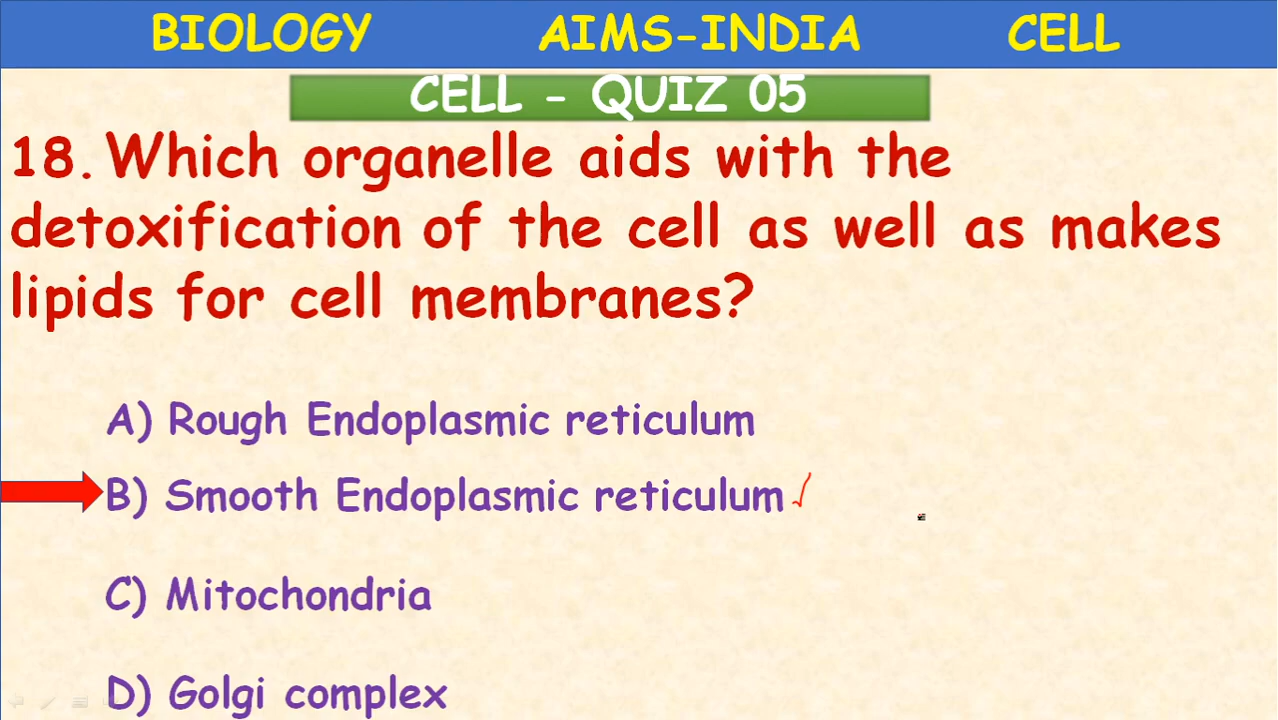 BIOLOGY AIMS-INDIA CELL
CELL - QUIZ 05
18. Which organelle aids with the
detoxification of the cell as well as makes
lipids for cell membranes?
A) Rough Endoplasmic reticulum
B) Smooth Endoplasmic reticulum
C) Mitochondria
D) Golgi complex